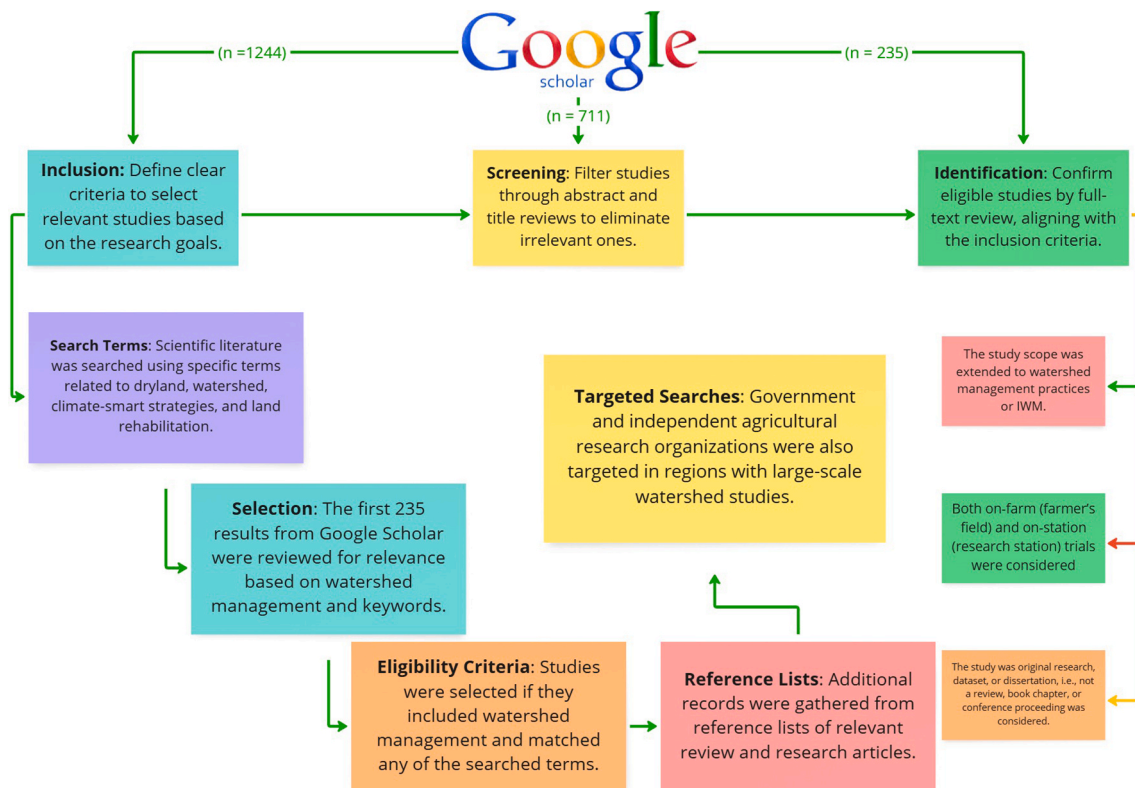 Google
scholar
(n =1244)
(n = 711)
(n = 235)
Inclusion: Define clear
criteria to select
relevant studies based
on the research goals.
Screening: Filter studies
through abstract and
title reviews to eliminate
irrelevant ones.
Identification: Confirm
eligible studies by full-
text review, aligning with
the inclusion criteria.
Search Terms: Scientific literature
was searched using specific terms
related to dryland, watershed,
climate-smart strategies, and land
rehabilitation.
Selection: The first 235
results from Google Scholar
were reviewed for relevance
based on watershed
management and keywords.
Eligibility Criteria: Studies
were selected if they
included watershed
management and matched
any of the searched terms.
Reference Lists: Additional
records were gathered from
reference lists of relevant
review and research articles.
Targeted Searches: Government
and independent agricultural
research organizations were also
targeted in regions with large-scale
watershed studies.
The study scope was
extended to watershed
management practices
or IWM.
Both on-farm (farmer's
field) and on-station
(research station) trials
were considered
The study was original research,
dataset, or dissertation, i.e., not
a review, book chapter, or
conference proceeding was
considered.